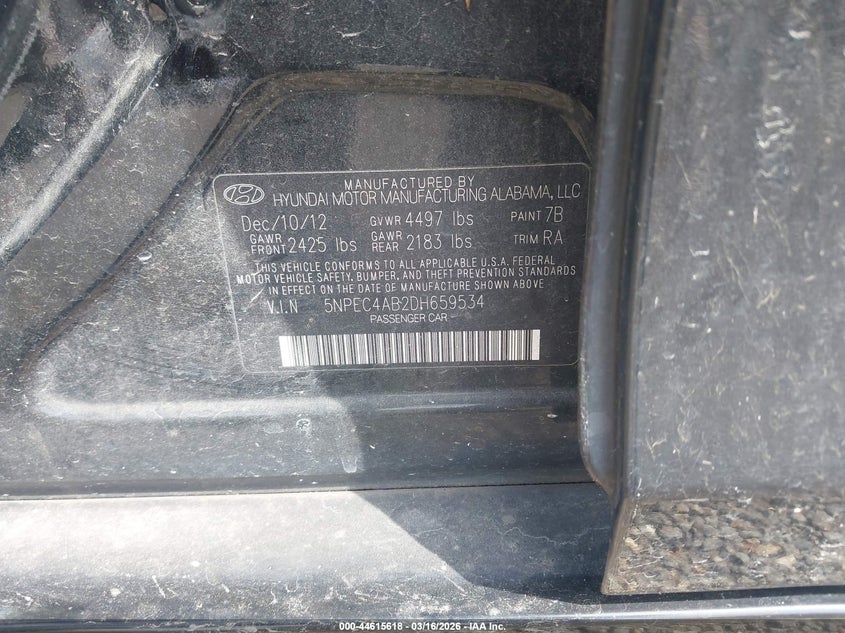 MANUFACTURED BY
HYUNDAI MOTOR MANUFACTURING ALABAMA, LLC
Dec/10/12 GVWR 4497 lbs PAINT 7B
GAWR FRONT 2425 lbs GAWR REAR 2183 lbs TRIM RA
THIS VEHICLE CONFORMS TO ALL APPLICABLE U.S.A. FEDERAL
MOTOR VEHICLE SAFETY, BUMPER, AND THEFT PREVENTION STANDARDS
IN EFFECT ON THE DATE OF MANUFACTURE SHOWN ABOVE
V.I.N 5NPEC4AB2DH659534
PASSENGER CAR
000-44615618 - 03/16/2026 - IAA Inc.